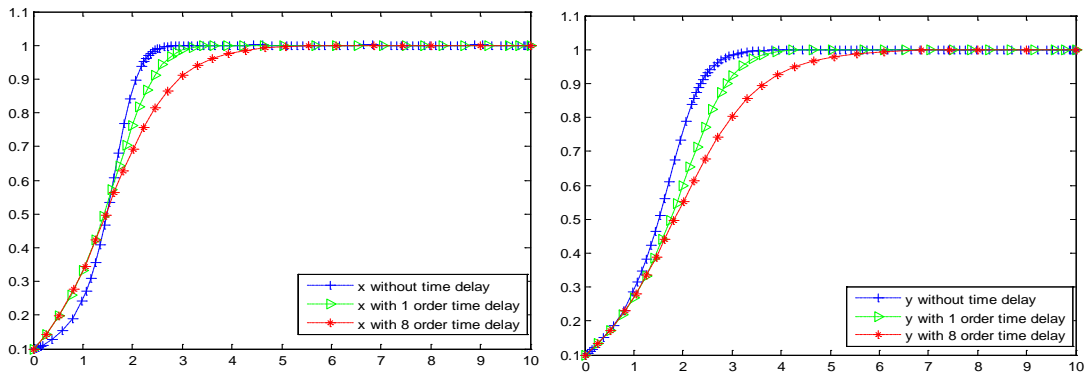 1.1
1
0.9
0.8
0.7
0.6
0.5
0.4
0.3
0.2
0.1
0 1 2 3 4 5 6 7 8 9 10
x without time delay
x with 1 order time delay
x with 8 order time delay
1.1
1
0.9
0.8
0.7
0.6
0.5
0.4
0.3
0.2
0.1
0 1 2 3 4 5 6 7 8 9 10
y without time delay
y with 1 order time delay
y with 8 order time delay